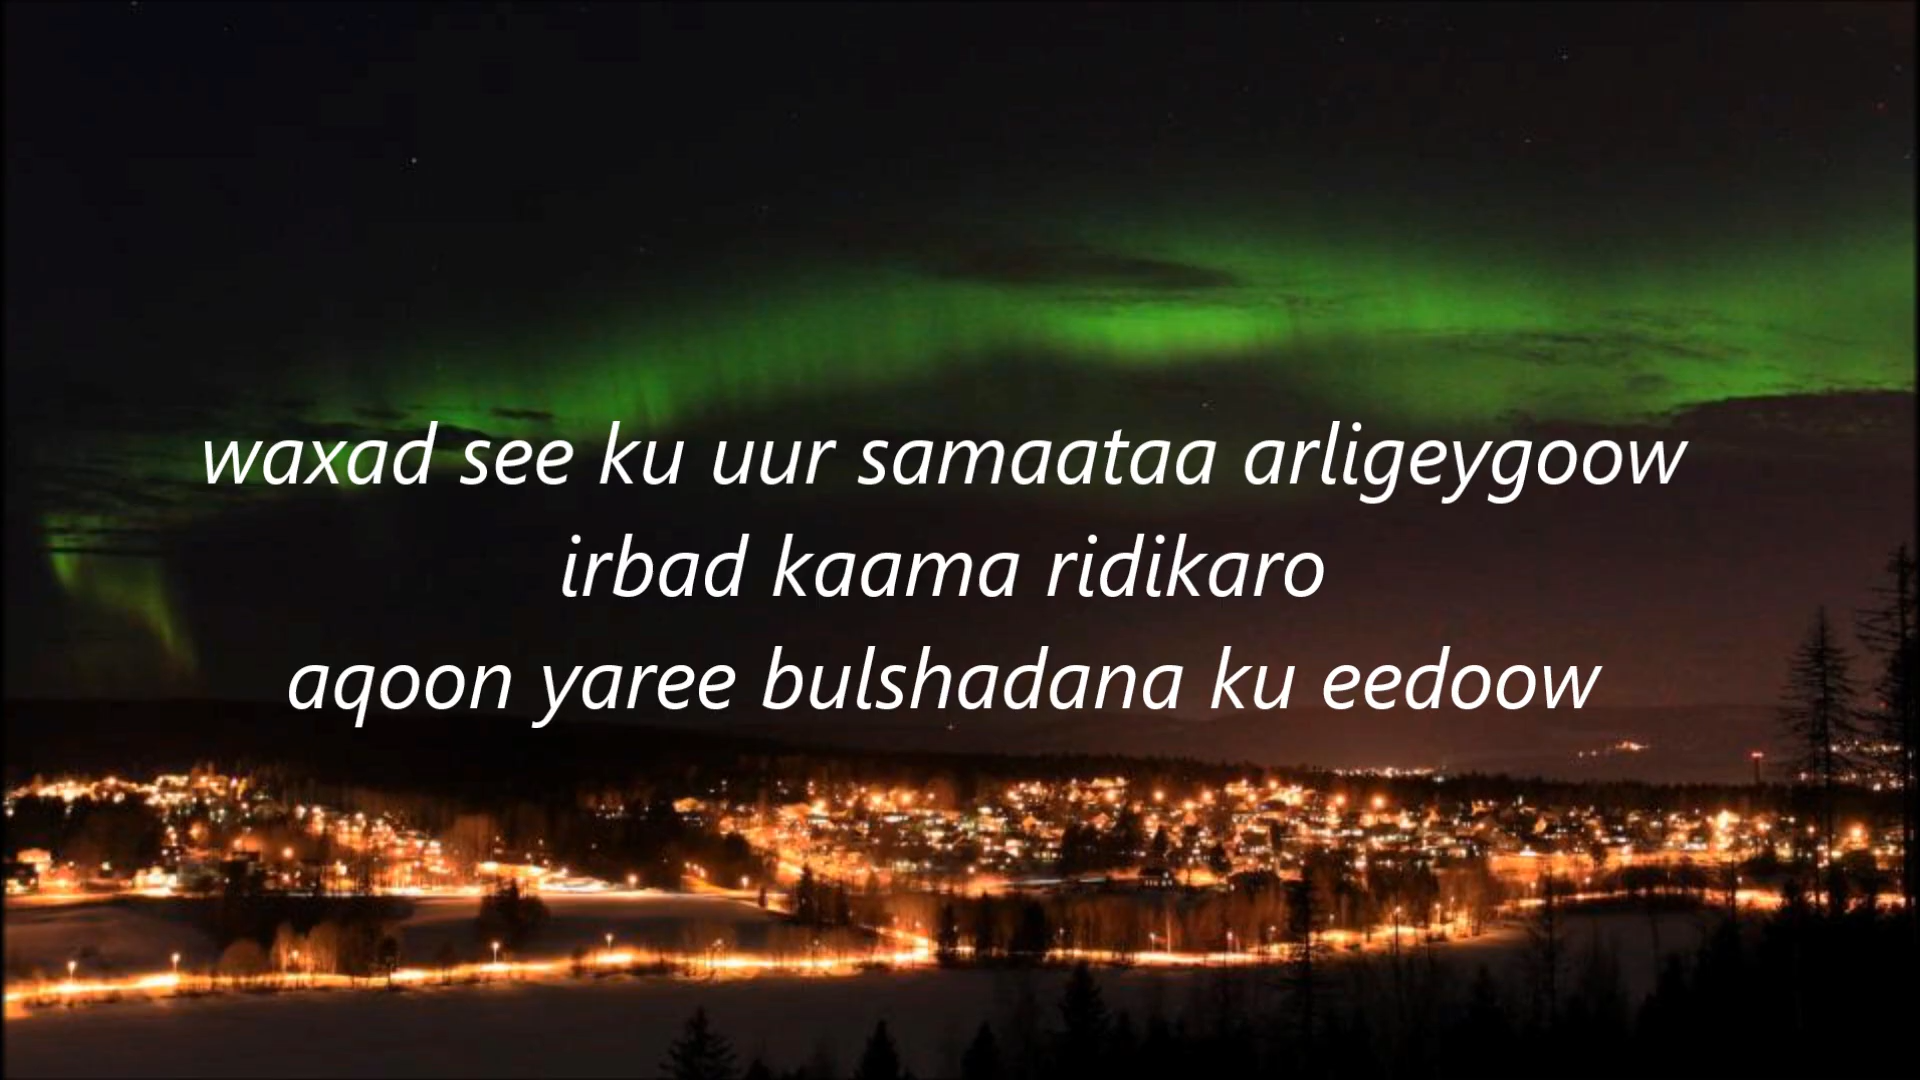 waxad see ku uur samaataa arligeygoow
irbad kaama ridikaro
aqoon yaree bulshadana ku eedoow